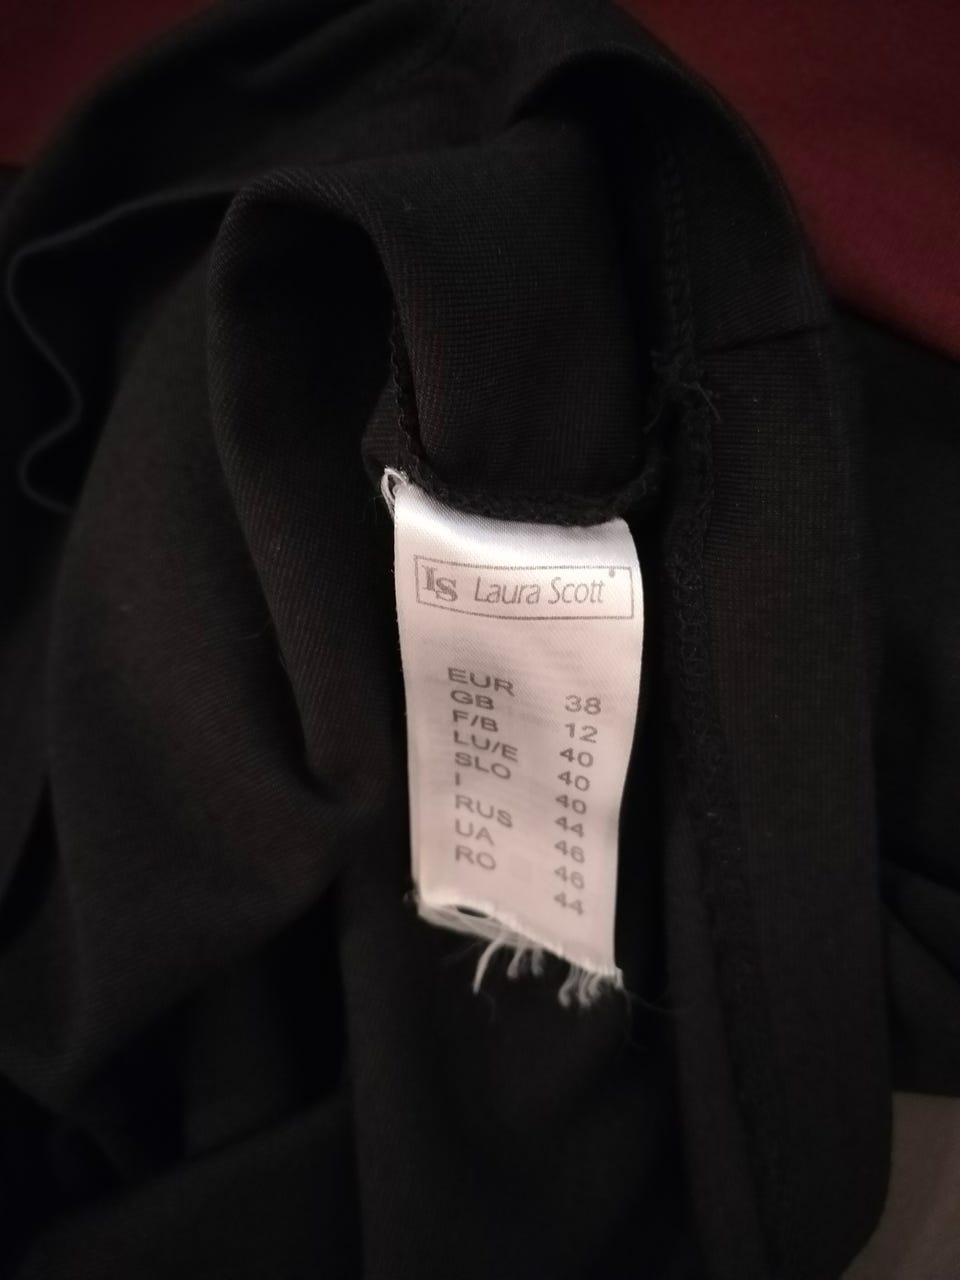 LS Laura Scott
EUR 38
GB 12
F/B 40
LU/E 40
SLO 40
I 44
RUS 46
UA 46
RO 44